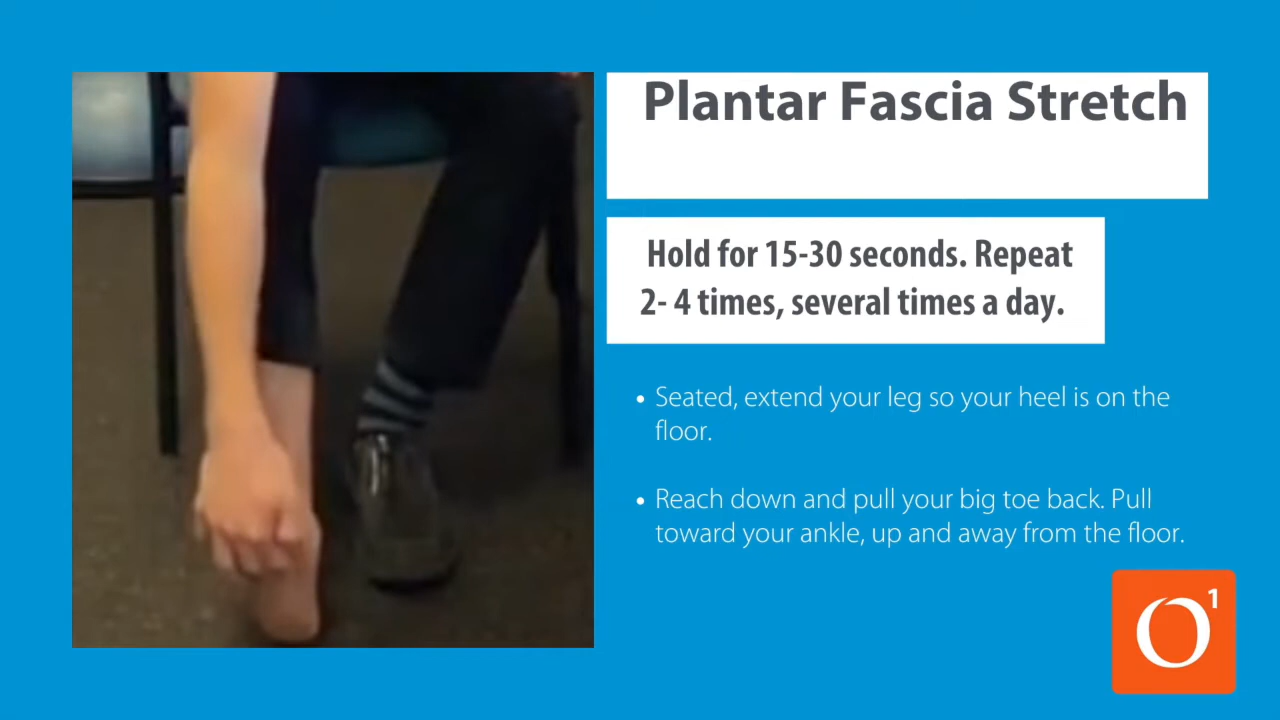 Plantar Fascia Stretch
Hold for 15-30 seconds. Repeat
2- 4 times, several times a day.
• Seated, extend your leg so your heel is on the
floor.
• Reach down and pull your big toe back. Pull
toward your ankle, up and away from the floor.
O1